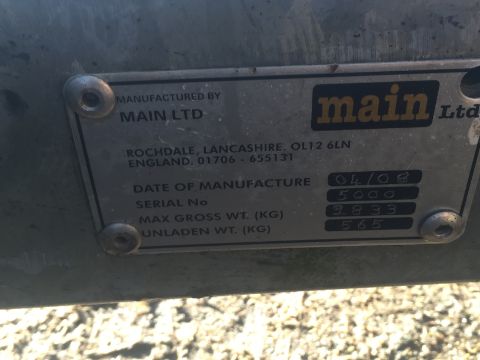 MANUFACTURED BY
MAIN LTD
main Ltd
ROCHDALE, LANCASHIRE, OL12 6LN
ENGLAND. 01706 - 655131
DATE OF MANUFACTURE 04/08
SERIAL No 5000
MAX GROSS WT. (KG) 9833
UNLADEN WT. (KG) 565